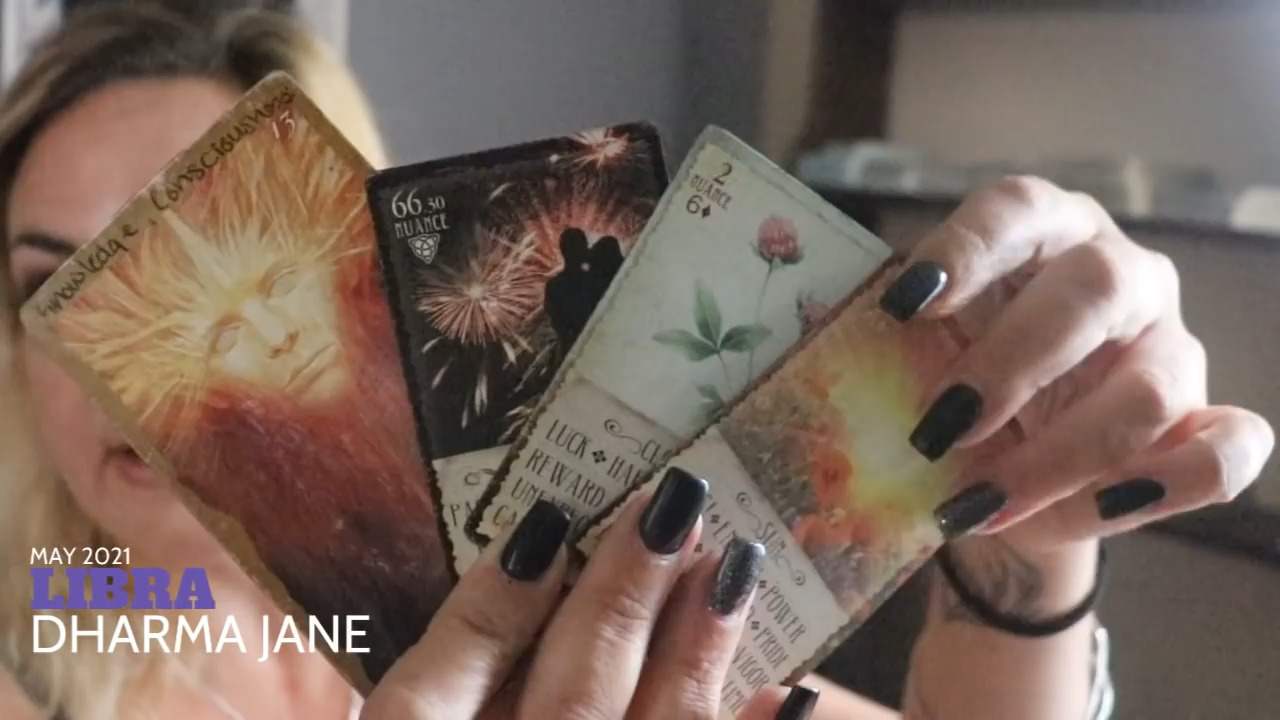 Knowledge & Consciousness
13
66.30
NUANCE
2
NUANCE
6♦
LUCK ❖
REWARD
SUN
POWER
PRIDE
VIGOR
MAY 2021
LIBRA
DHARMA JANE